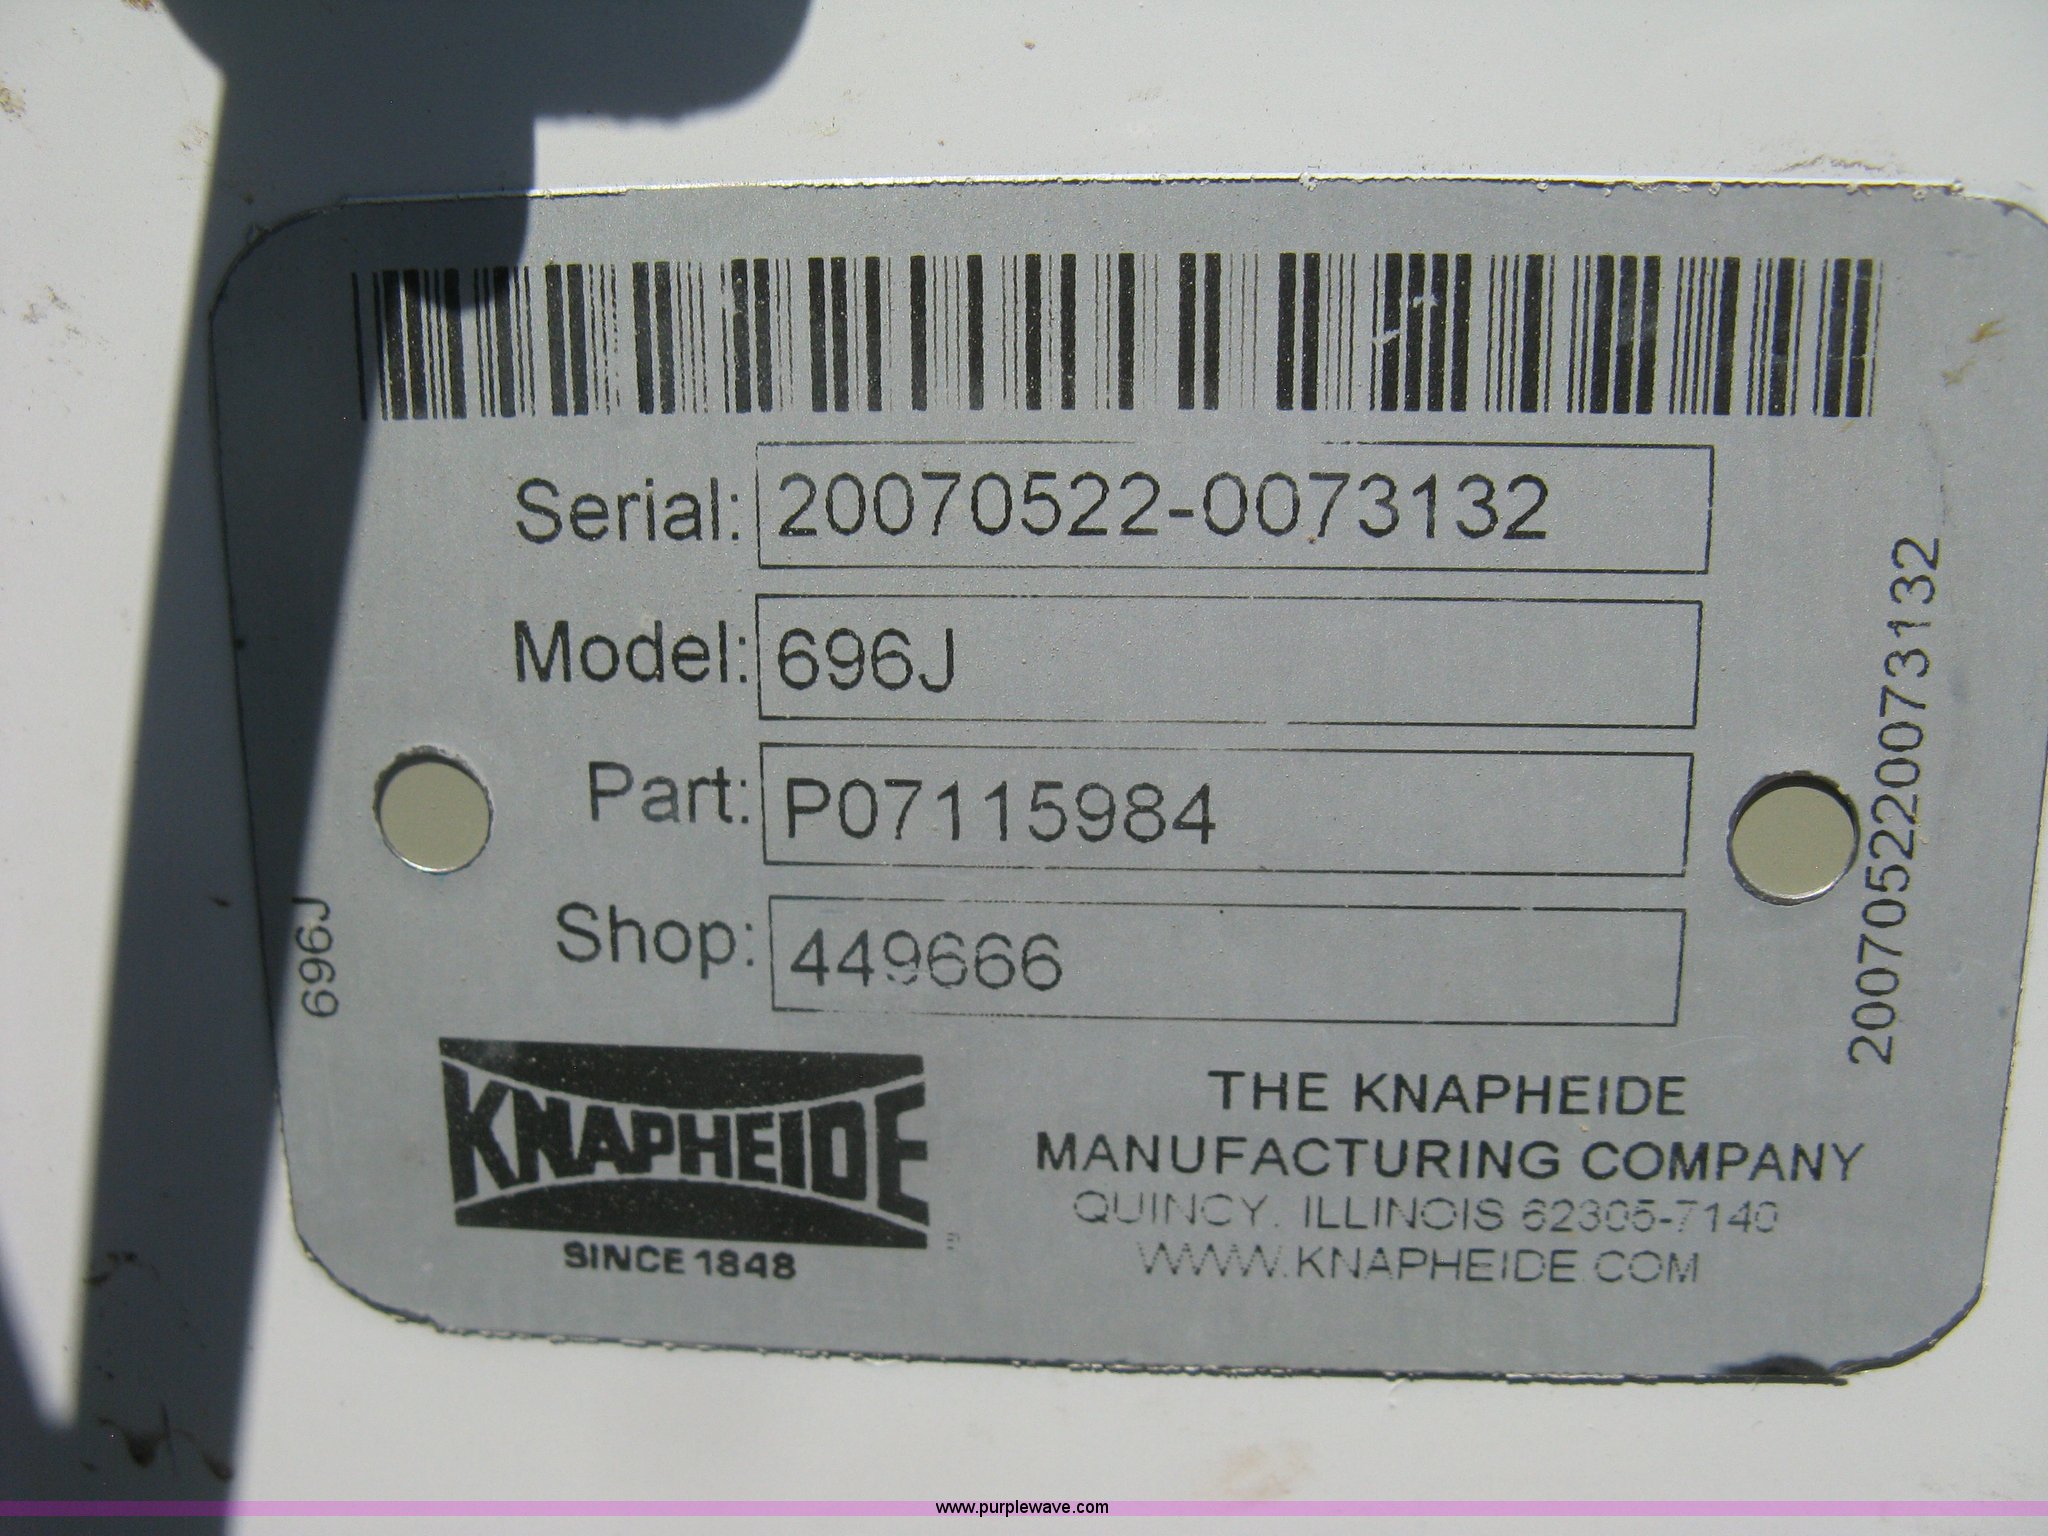 Serial: 20070522-0073132
Model: 696J
Part: P07115984
Shop: 449666
696J
200705220073132
KNAPHEIDE
SINCE 1848
THE KNAPHEIDE
MANUFACTURING COMPANY
QUINCY, ILLINOIS 62305-7140
WWW.KNAPHEIDE.COM
www.purplewave.com